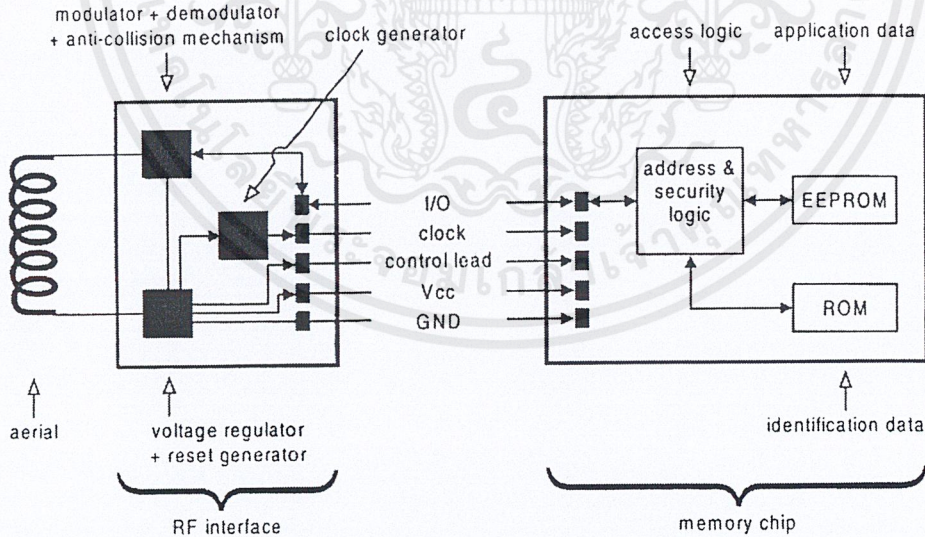 modulator + demodulator
+ anti-collision mechanism
clock generator
access logic
application data
I/O
clock
control lead
Vcc
GND
address &
security
logic
EEPROM
ROM
aerial
voltage regulator
+ reset generator
identification data
RF interface
memory chip